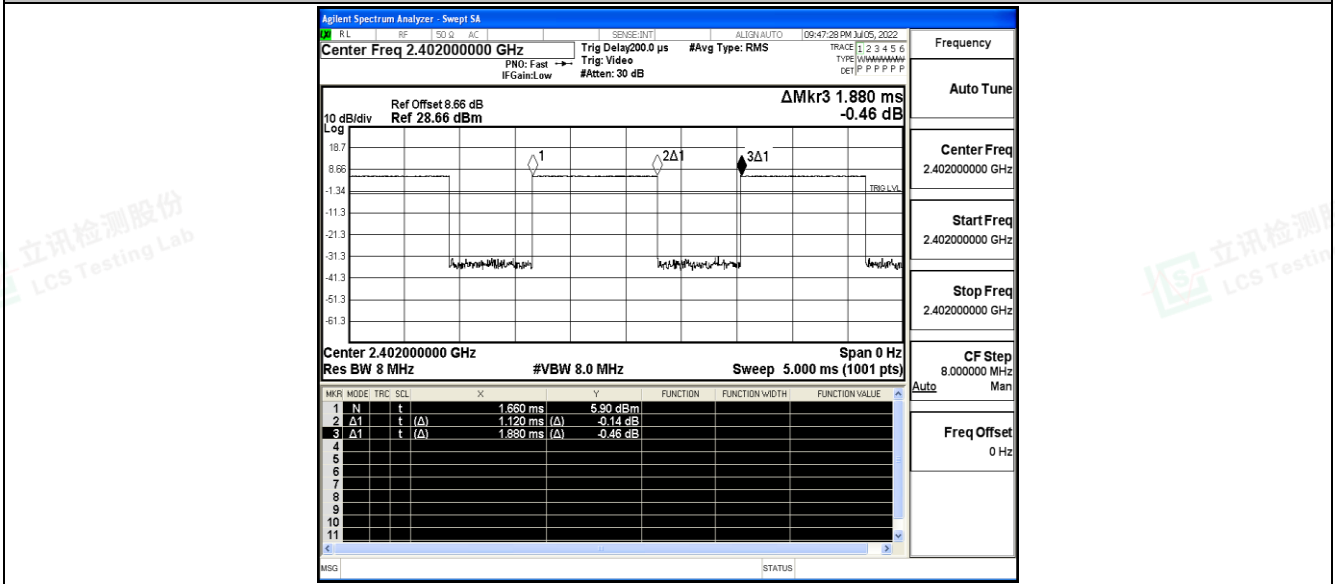 Agilent Spectrum Analyzer - Swept SA
RL RF 50 Ω AC SENSE:INT ALIGN AUTO 09:47:28 PM Jul 05, 2022
Center Freq 2.402000000 GHz
Trig Delay200.0 µs #Avg Type: RMS
TRACE 1 2 3 4 5 6
PNO: Fast Trig: Video
TYPE WWWWWW
IFGain:Low #Atten: 30 dB
DET P P P P P P
ΔMkr3 1.880 ms
-0.46 dB
Ref Offset 8.66 dB
10 dB/div Ref 28.66 dBm
Log
18.7
8.66
-1.34
-11.3
-21.3
-31.3
-41.3
-51.3
-61.3
1
2Δ1
3Δ1
TRIG LVL
Center 2.402000000 GHz Span 0 Hz
Res BW 8 MHz #VBW 8.0 MHz Sweep 5.000 ms (1001 pts)
MKR MODE TRC SCL X Y FUNCTION FUNCTION WIDTH FUNCTION VALUE
1 N t 1.660 ms 5.90 dBm
2 Δ1 t (Δ) 1.120 ms (Δ) -0.14 dB
3 Δ1 t (Δ) 1.880 ms (Δ) -0.46 dB
4
5
6
7
8
9
10
11
MSG STATUS
Frequency
Auto Tune
Center Freq
2.402000000 GHz
Start Freq
2.402000000 GHz
Stop Freq
2.402000000 GHz
CF Step
8.000000 MHz
Auto Man
Freq Offset
0 Hz
立讯检测股份
LCS Testing Lab
立讯检测
LCS Testin